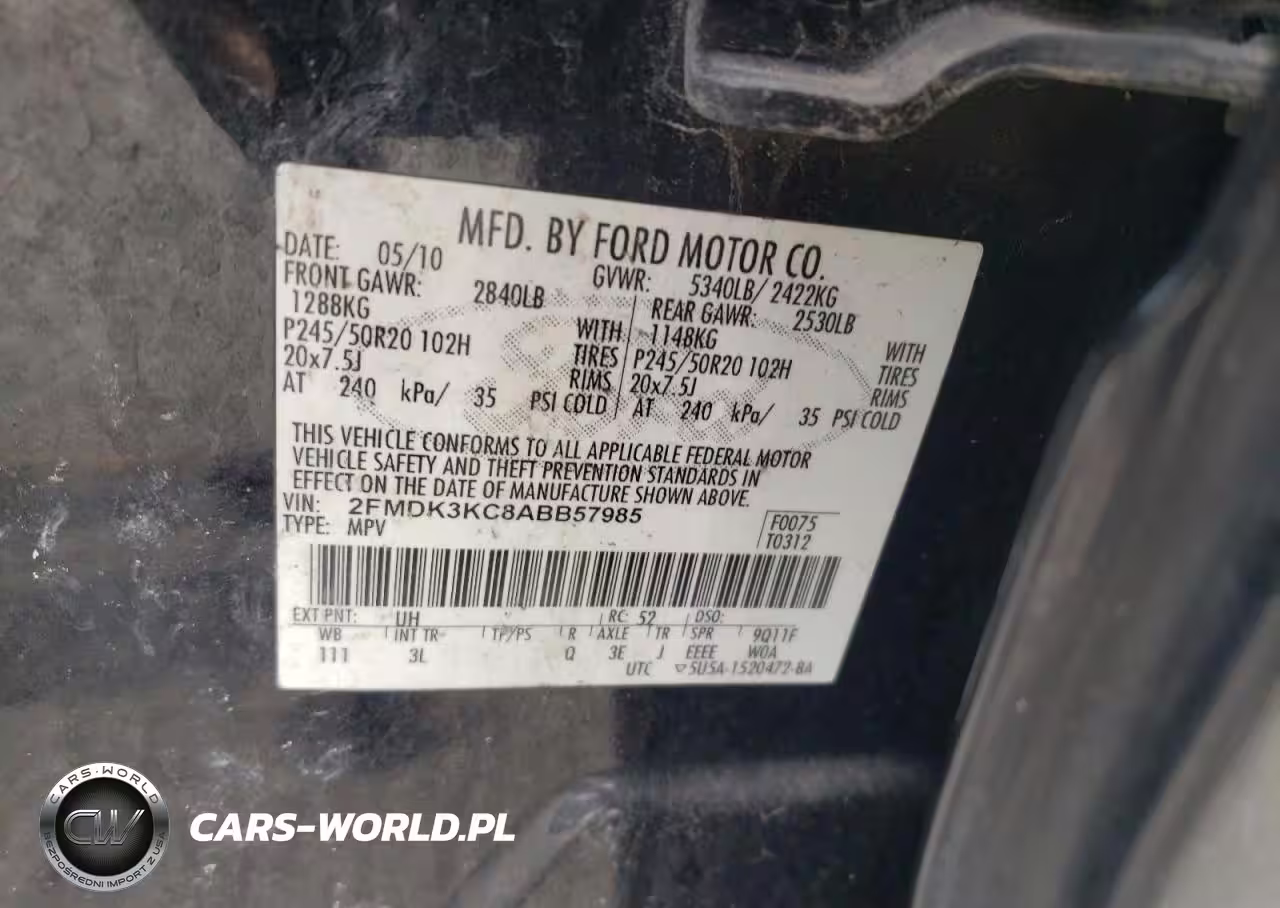 MFD. BY FORD MOTOR CO.
DATE: 05/10 GVWR: 5340LB/ 2422KG
FRONT GAWR: 2840LB REAR GAWR: 2530LB
1288KG WITH 1148KG WITH
P245/50R20 102H TIRES P245/50R20 102H TIRES
20x7.5J RIMS 20x7.5J RIMS
AT 240 kPa/ 35 PSI COLD AT 240 kPa/ 35 PSI COLD
THIS VEHICLE CONFORMS TO ALL APPLICABLE FEDERAL MOTOR
VEHICLE SAFETY AND THEFT PREVENTION STANDARDS IN
EFFECT ON THE DATE OF MANUFACTURE SHOWN ABOVE.
VIN: 2FMDK3KC8ABB57985
TYPE: MPV
F0075
T0312
EXT PNT: UH RC: 52 DSO:
WB INT TR TP/PS R AXLE TR SPR 9Q11F
111 3L Q 3E J EEEE W0A
UTC ▽5U5A-1520472-BA
CARS-WORLD
CW
BEZPOŚREDNI IMPORT Z USA
CARS-WORLD.PL